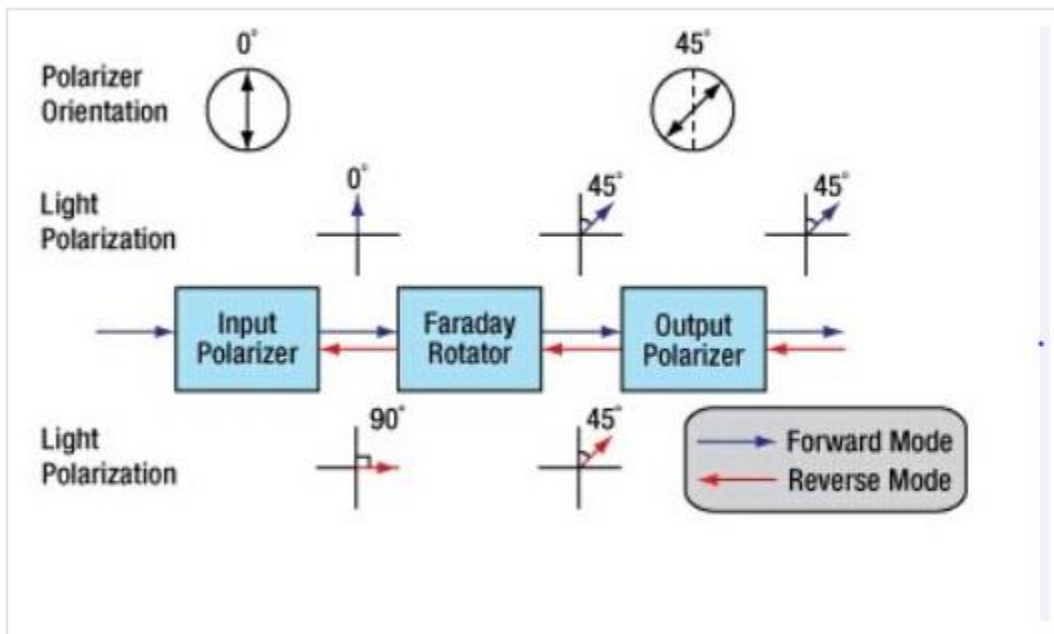 0°
45°
Polarizer
Orientation
0°
45°
45°
Light
Polarization
Input
Polarizer
Faraday
Rotator
Output
Polarizer
90°
45°
Light
Polarization
Forward Mode
Reverse Mode